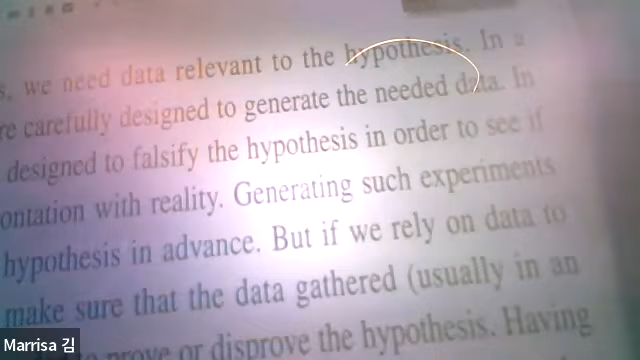 s, we need data relevant to the hypothesis. In a
re carefully designed to generate the needed data. In
designed to falsify the hypothesis in order to see if
ontation with reality. Generating such experiments
hypothesis in advance. But if we rely on data to
make sure that the data gathered (usually in an
to prove or disprove the hypothesis. Having
Marrisa 김